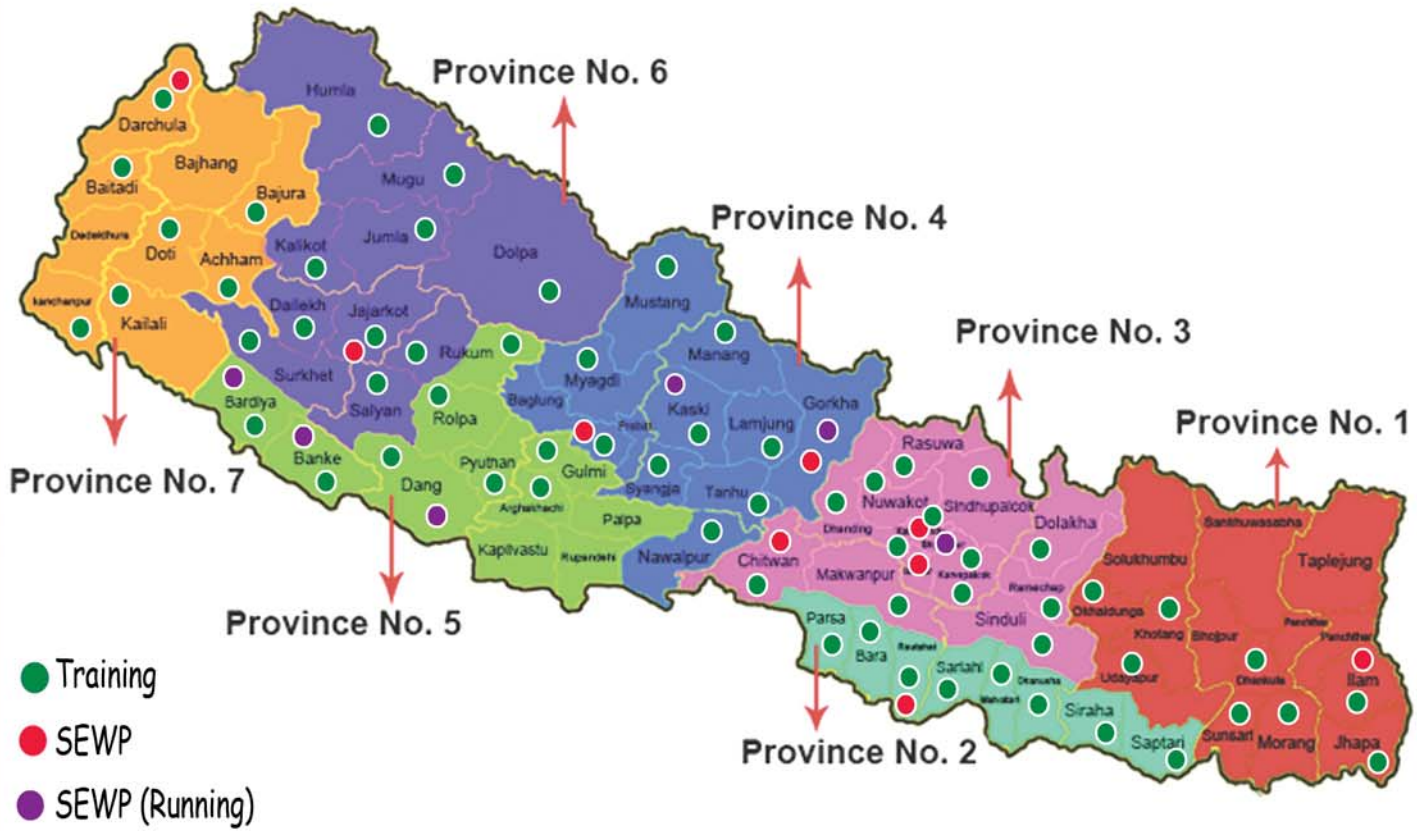 Province No. 6
Humla
Darchula
Bajhang
Mugu
Baitadi
Bajura
Province No. 4
Dadeldhura
Doti
Achham
Kalikot
Jumla
Dolpa
kanchanpur
Kailali
Dailekh
Jajarkot
Mustang
Province No. 3
Surkhet
Rukum
Manang
Myagdi
Bardiya
Salyan
Rolpa
Baglung
Parbat
Kaski
Lamjung
Gorkha
Province No. 1
Rasuwa
Province No. 7
Banke
Dang
Pyuthan
Gulmi
Syangja
Tanhu
Nuwakot
Sindhupalcok
Arghakhachi
Palpa
Dhanding
Dolakha
Sankhuwasabha
Kapilvastu
Rupandehi
Nawalpur
Chitwan
Makwanpur
Kavrepalcok
Ramechap
Solukhumbu
Taplejung
Province No. 5
Parsa
Bara
Rautahat
Sinduli
Okhaldunga
Khotang
Bhojpur
Panchthar
Panchthar
Sarlahi
Mahotari
Dhanusha
Udayapur
Dhankuta
Ilam
Training
Siraha
Saptari
Sunsari
Morang
Jhapa
SEWP
Province No. 2
SEWP (Running)